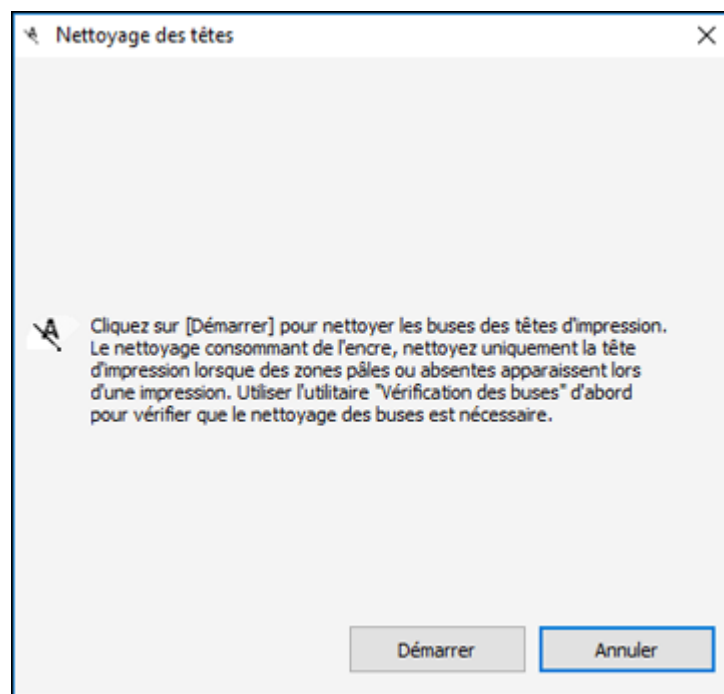 Nettoyage des têtes
Cliquez sur [Démarrer] pour nettoyer les buses des têtes d'impression.
Le nettoyage consommant de l'encre, nettoyez uniquement la tête
d'impression lorsque des zones pâles ou absentes apparaissent lors
d'une impression. Utiliser l'utilitaire "Vérification des buses" d'abord
pour vérifier que le nettoyage des buses est nécessaire.
Démarrer
Annuler